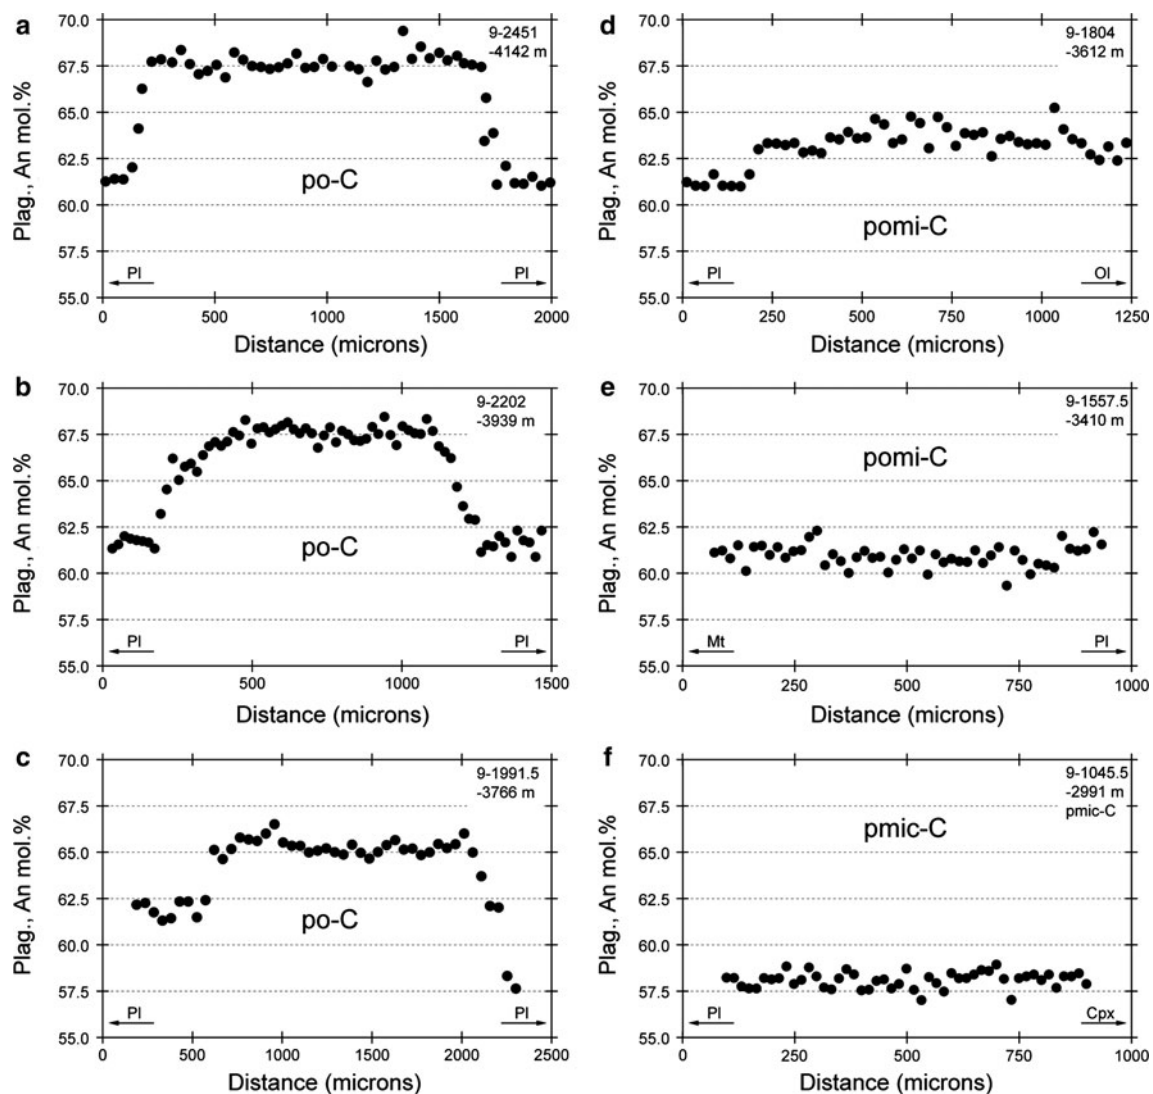 a
9-2451
-4142 m
Plag., An mol.%
70.0
67.5
65.0
62.5
60.0
57.5
55.0
po-C
Pl
Pl
0
500
1000
1500
2000
Distance (microns)
d
9-1804
-3612 m
Plag., An mol.%
70.0
67.5
65.0
62.5
60.0
57.5
55.0
pomi-C
Pl
Ol
0
250
500
750
1000
1250
Distance (microns)
b
9-2202
-3939 m
Plag., An mol.%
70.0
67.5
65.0
62.5
60.0
57.5
55.0
po-C
Pl
Pl
0
500
1000
1500
Distance (microns)
e
9-1557.5
-3410 m
Plag., An mol.%
70.0
67.5
65.0
62.5
60.0
57.5
55.0
pomi-C
Mt
Pl
0
250
500
750
1000
Distance (microns)
c
9-1991.5
-3766 m
Plag., An mol.%
70.0
67.5
65.0
62.5
60.0
57.5
55.0
po-C
Pl
Pl
0
500
1000
1500
2000
2500
Distance (microns)
f
9-1045.5
-2991 m
pmic-C
Plag., An mol.%
70.0
67.5
65.0
62.5
60.0
57.5
55.0
pmic-C
Pl
Cpx
0
250
500
750
1000
Distance (microns)